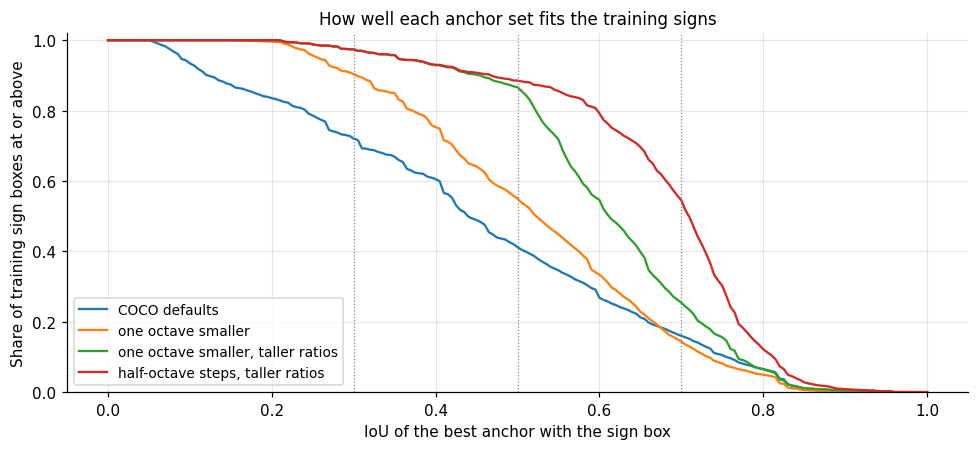 How well each anchor set fits the training signs
Share of training sign boxes at or above
1.0
0.8
0.6
0.4
0.2
0.0
COCO defaults
one octave smaller
one octave smaller, taller ratios
half-octave steps, taller ratios
0.0 0.2 0.4 0.6 0.8 1.0
IoU of the best anchor with the sign box